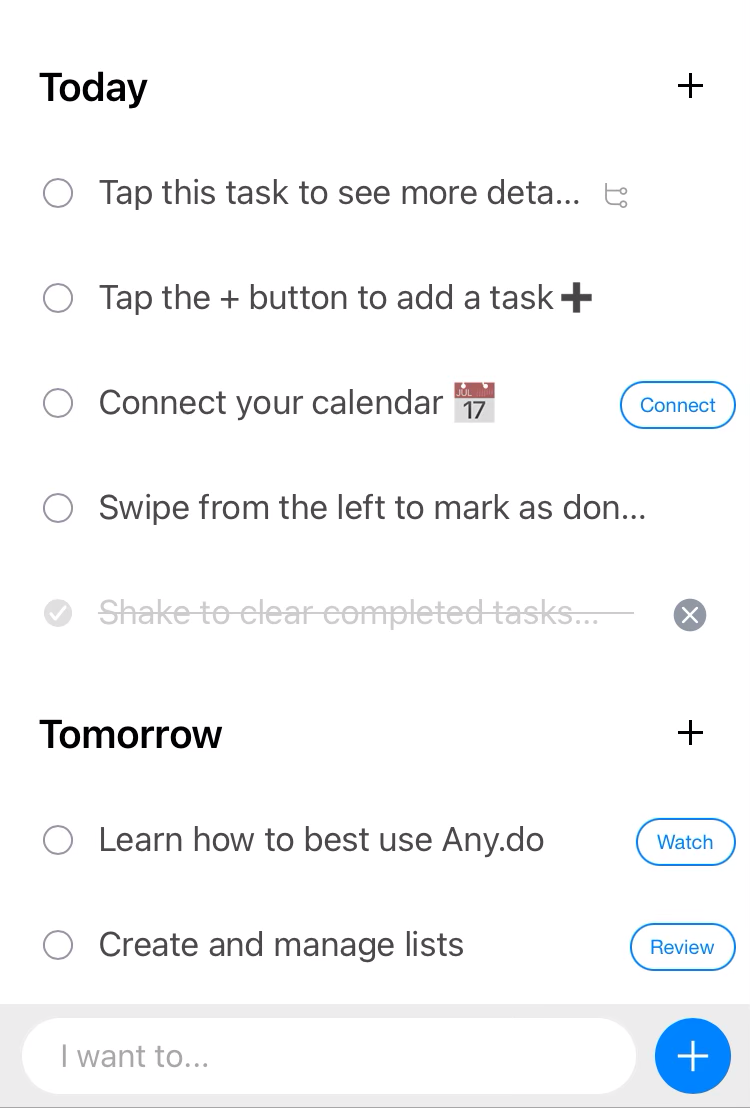 Today
Tap this task to see more deta...
Tap the + button to add a task➕
Connect your calendar 📅 Connect
JUL
17
Swipe from the left to mark as don...
Shake to clear completed tasks...
Tomorrow
Learn how to best use Any.do Watch
Create and manage lists Review
I want to...